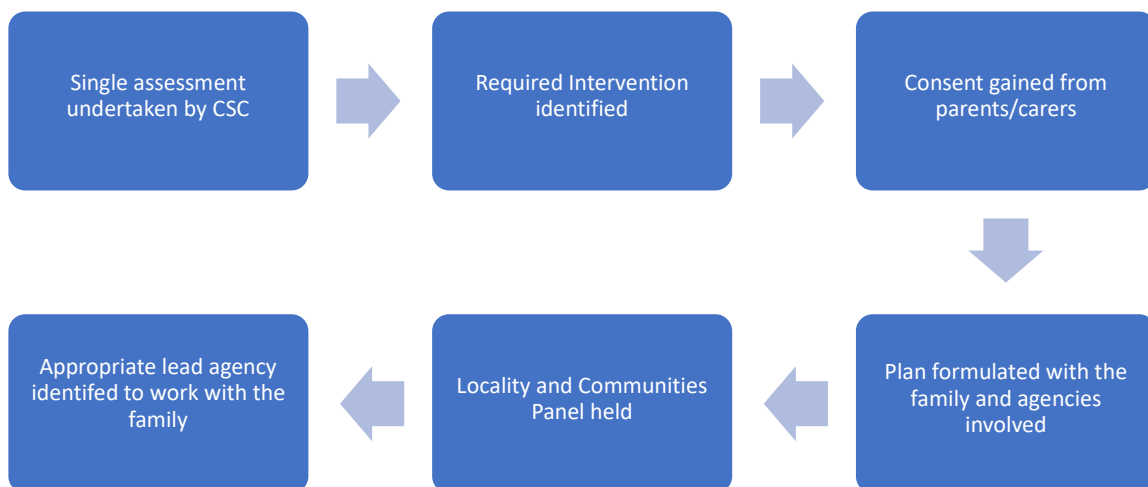 Single assessment
undertaken by CSC
Required Intervention
identified
Consent gained from
parents/carers
Plan formulated with the
family and agencies
involved
Locality and Communities
Panel held
Appropriate lead agency
identifed to work with the
family